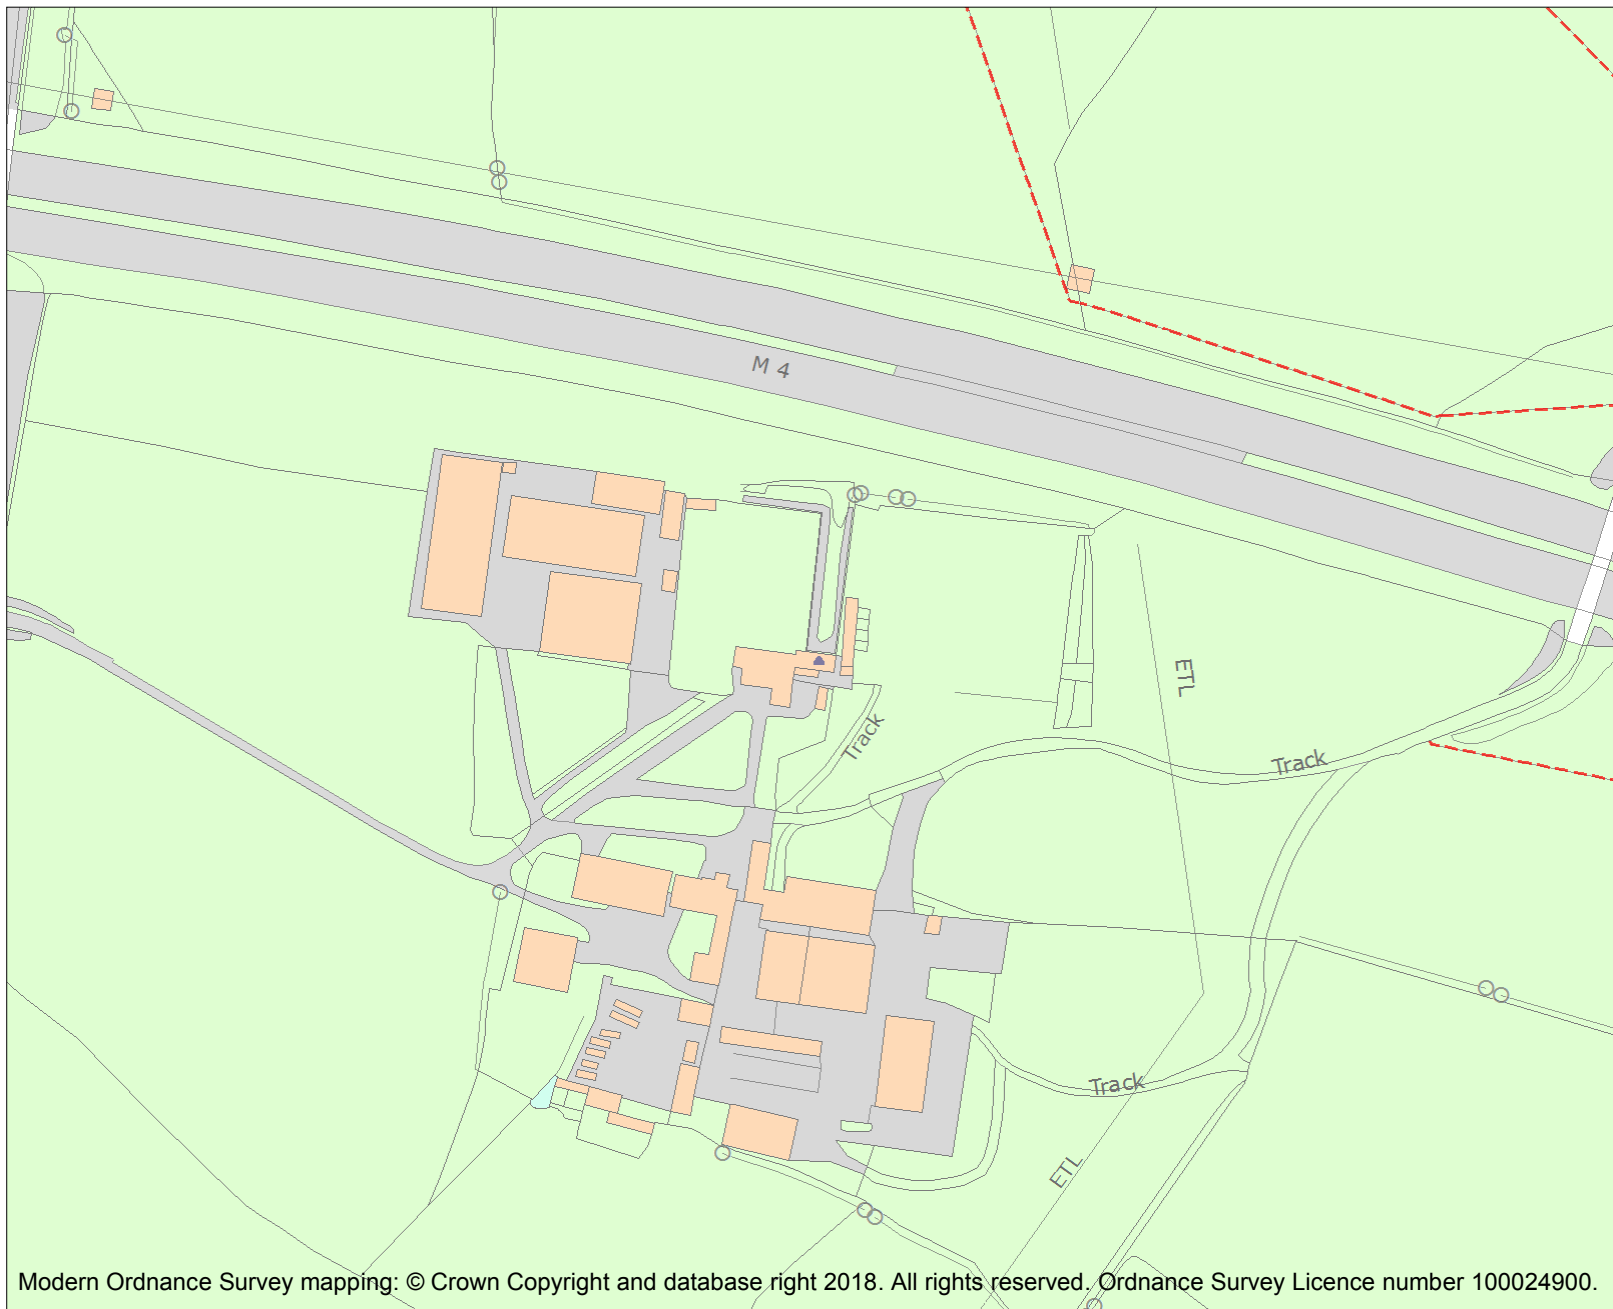 M 4
ETL
Track
Track
Track
ETL
Modern Ordnance Survey mapping: © Crown Copyright and database right 2018. All rights reserved. Ordnance Survey Licence number 100024900.